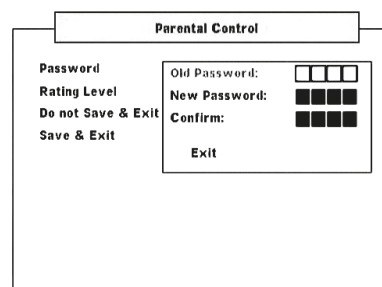 Parental Control
Password
Rating Level
Do not Save & Exit
Save & Exit
Old Password:
New Password:
Confirm:
Exit